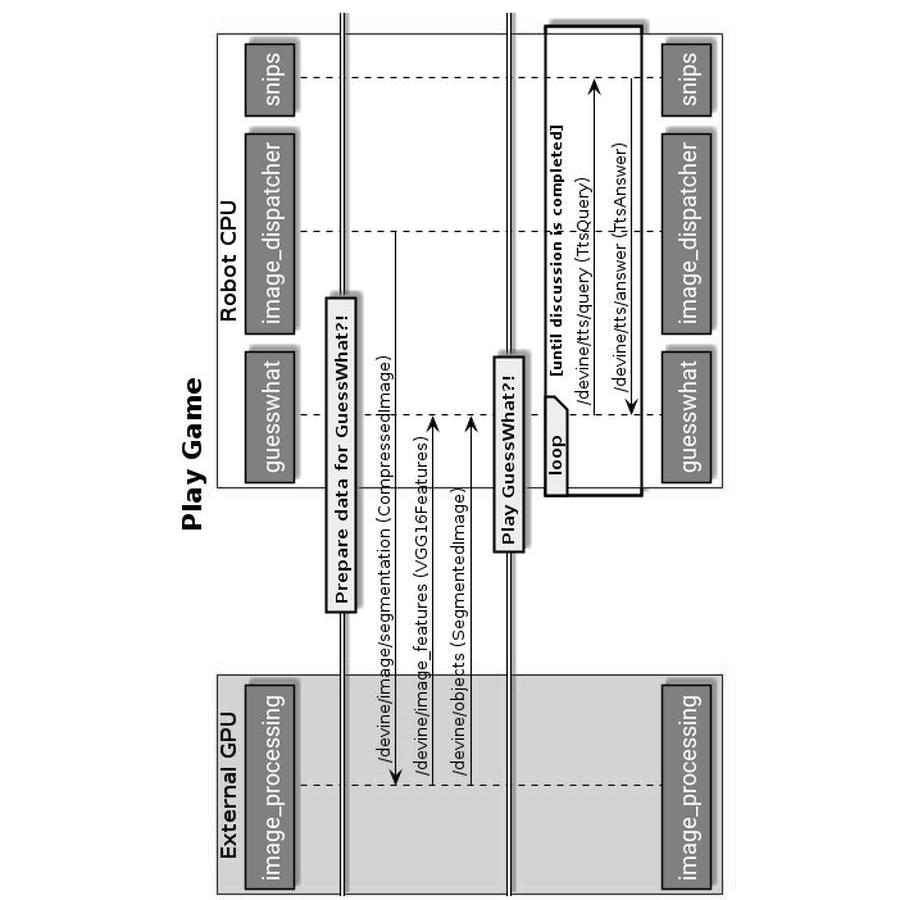 Play Game
External GPU
Robot CPU
image_processing
guesswhat
image_dispatcher
snips
Prepare data for GuessWhat?!
/devine/image/segmentation (CompressedImage)
/devine/image_features (VGG16Features)
/devine/objects (SegmentedImage)
Play GuessWhat?!
loop
[until discussion is completed]
/devine/tts/query (TtsQuery)
/devine/tts/answer (TtsAnswer)
image_processing
guesswhat
image_dispatcher
snips